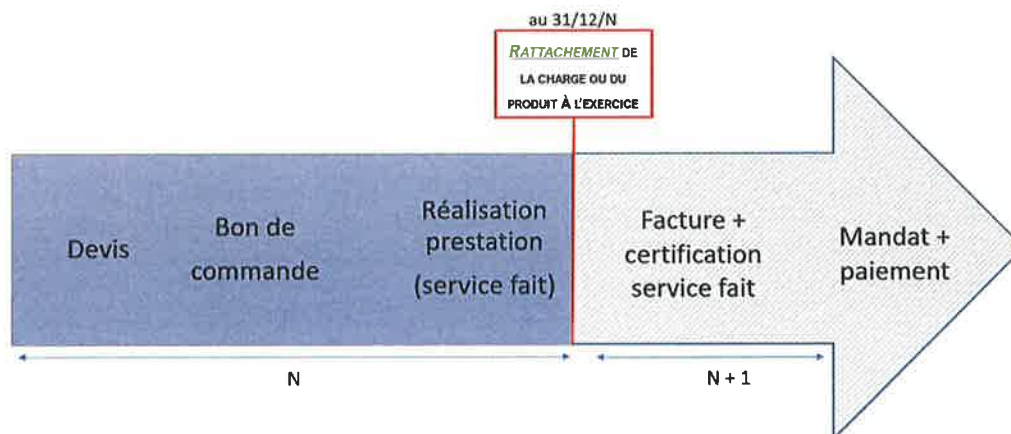 au 31/12/N
RATTACHEMENT DE
LA CHARGE OU DU
PRODUIT À L'EXERCICE
Devis
Bon de
commande
Réalisation
prestation
(service fait)
Facture +
certification
service fait
Mandat +
paiement
N
N + 1